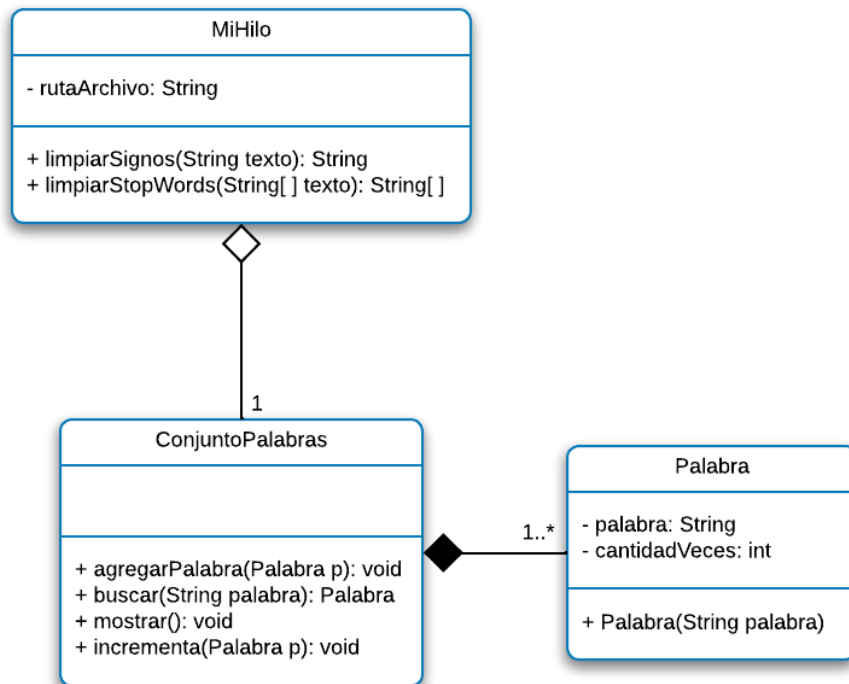 MiHilo
- rutaArchivo: String
+ limpiarSignos(String texto): String
+ limpiarStopWords(String[ ] texto): String[ ]
1
ConjuntoPalabras
+ agregarPalabra(Palabra p): void
+ buscar(String palabra): Palabra
+ mostrar(): void
+ incrementa(Palabra p): void
1..*
Palabra
- palabra: String
- cantidadVeces: int
+ Palabra(String palabra)